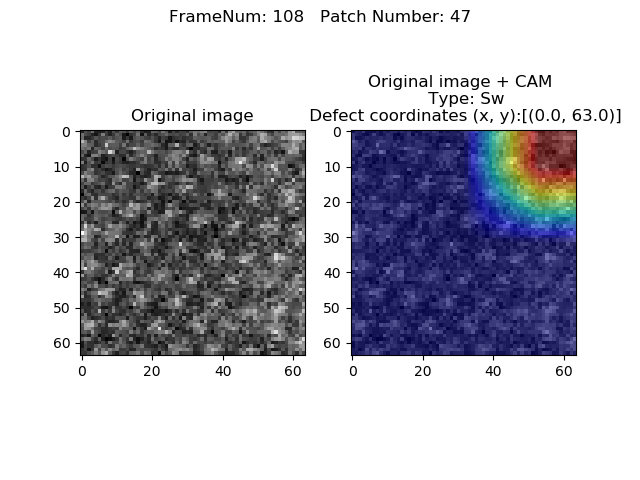 FrameNum: 108   Patch Number: 47
Original image
0
10
20
30
40
50
60
0 20 40 60
Original image + CAM
Type: Sw
Defect coordinates (x, y):[(0.0, 63.0)]
0
10
20
30
40
50
60
0 20 40 60